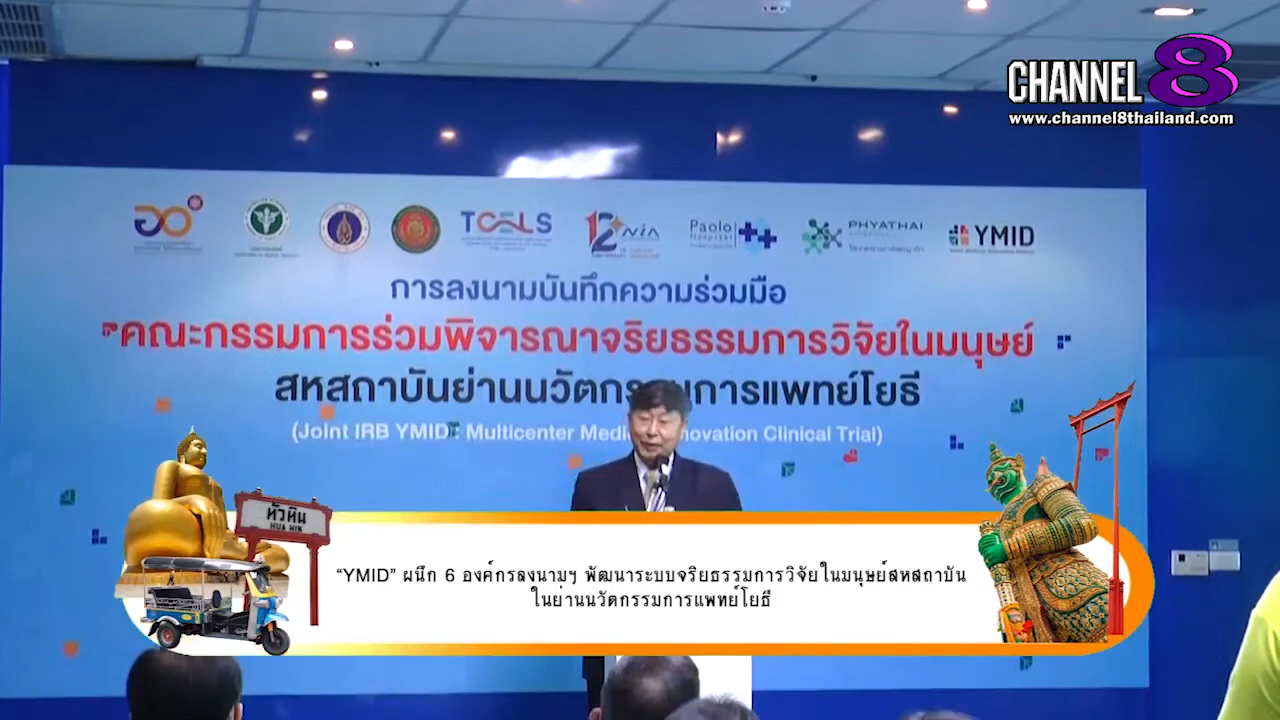 CHANNEL 8
www.channel8thailand.com
TCELS
12 NIA
Paolo
Hospital
PHYATHAI
YMID
การลงนามบันทึกความร่วมมือ
คณะกรรมการร่วมพิจารณาจริยธรรมการวิจัยในมนุษย์
สหสถาบันย่านนวัตกรรมการแพทย์โยธี
(Joint IRB YMID: Multicenter Medical Innovation Clinical Trial)
หัวหิน
HUA HIN
“YMID” ผนึก 6 องค์กรลงนามฯ พัฒนาระบบจริยธรรมการวิจัยในมนุษย์สหสถาบัน
ในย่านนวัตกรรมการแพทย์โยธี